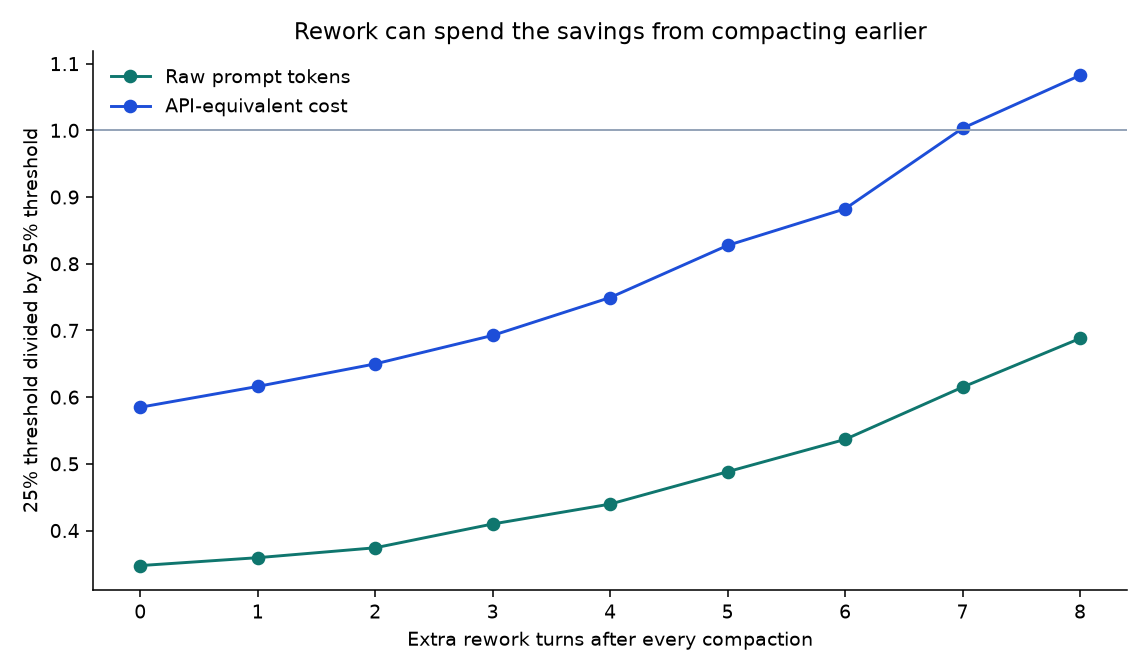 Rework can spend the savings from compacting earlier
Raw prompt tokens
API-equivalent cost
25% threshold divided by 95% threshold
1.1
1.0
0.9
0.8
0.7
0.6
0.5
0.4
0 1 2 3 4 5 6 7 8
Extra rework turns after every compaction